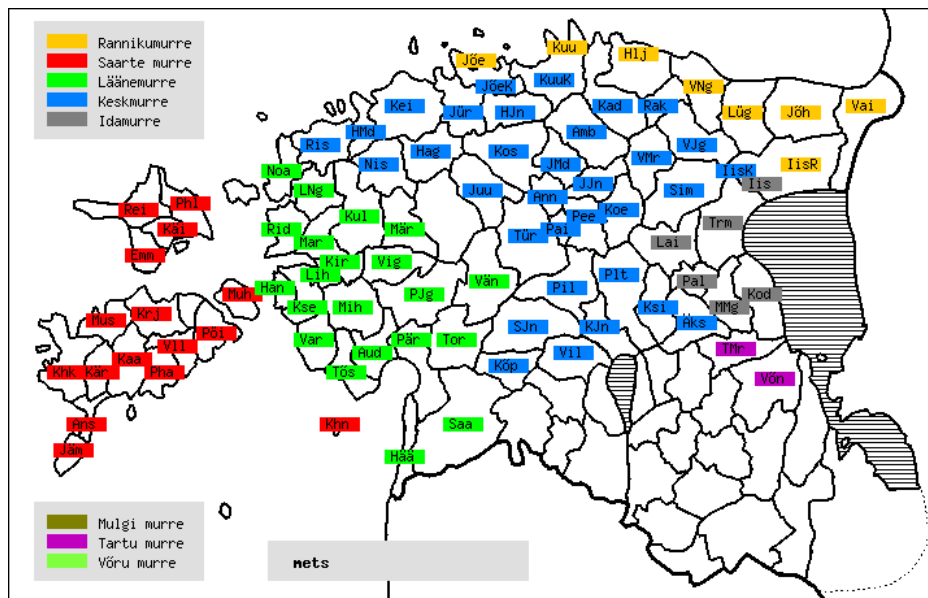 Rannikumurre
Saarte murre
Läänemurre
Keskmurre
Idamurre
Kuu
Hlj
Jõe
VNg
Lüg
Jõh
Vai
JõeK
KuuK
Kei
Jür
HJn
Kad
Rak
HMd
Ris
Hag
Kos
Amb
VJg
Nis
JMd
VMr
IisR
Noa
IisK
LNg
Juu
JJn
Sim
Iis
Rei
Phl
Ann
Kul
Pee
Koe
Käi
Rid
Mär
Tür
Pai
Trm
Mar
Lai
Emm
Kir
Vig
Lih
Plt
Vän
Pal
Han
Pil
Muh
PJg
Kod
Kse
Mih
Ksi
MMg
Krj
Mus
SJn
KJn
Äks
Põi
Var
Pär
Tor
Vll
Aud
Vil
TMr
Kaa
Khk
Kär
Pha
Tõs
Kõp
Võn
Ans
Khn
Saa
Jäm
Hää
Mulgi murre
Tartu murre
Võru murre
mets